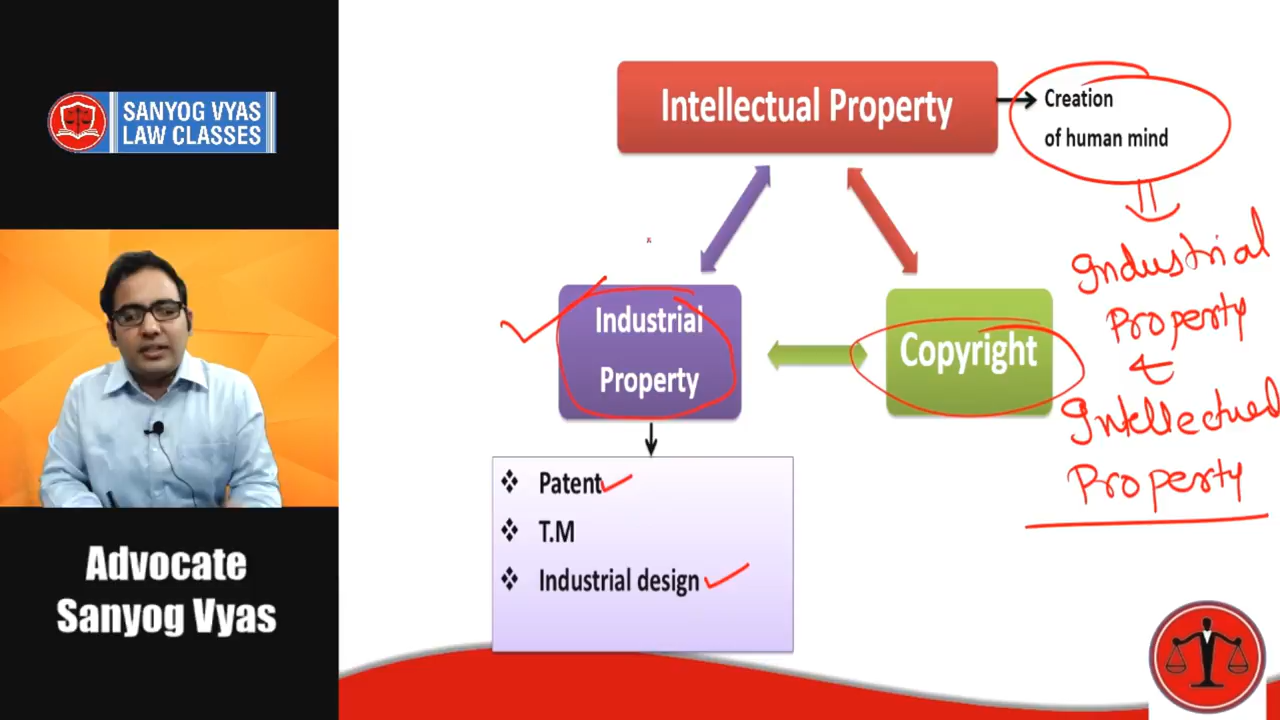 SANYOG VYAS
LAW CLASSES
Advocate
Sanyog Vyas
Intellectual Property
Creation
of human mind
Industrial
Property
Copyright
Patent
T.M
Industrial design
Industrial
Property
&
Intellectual
Property